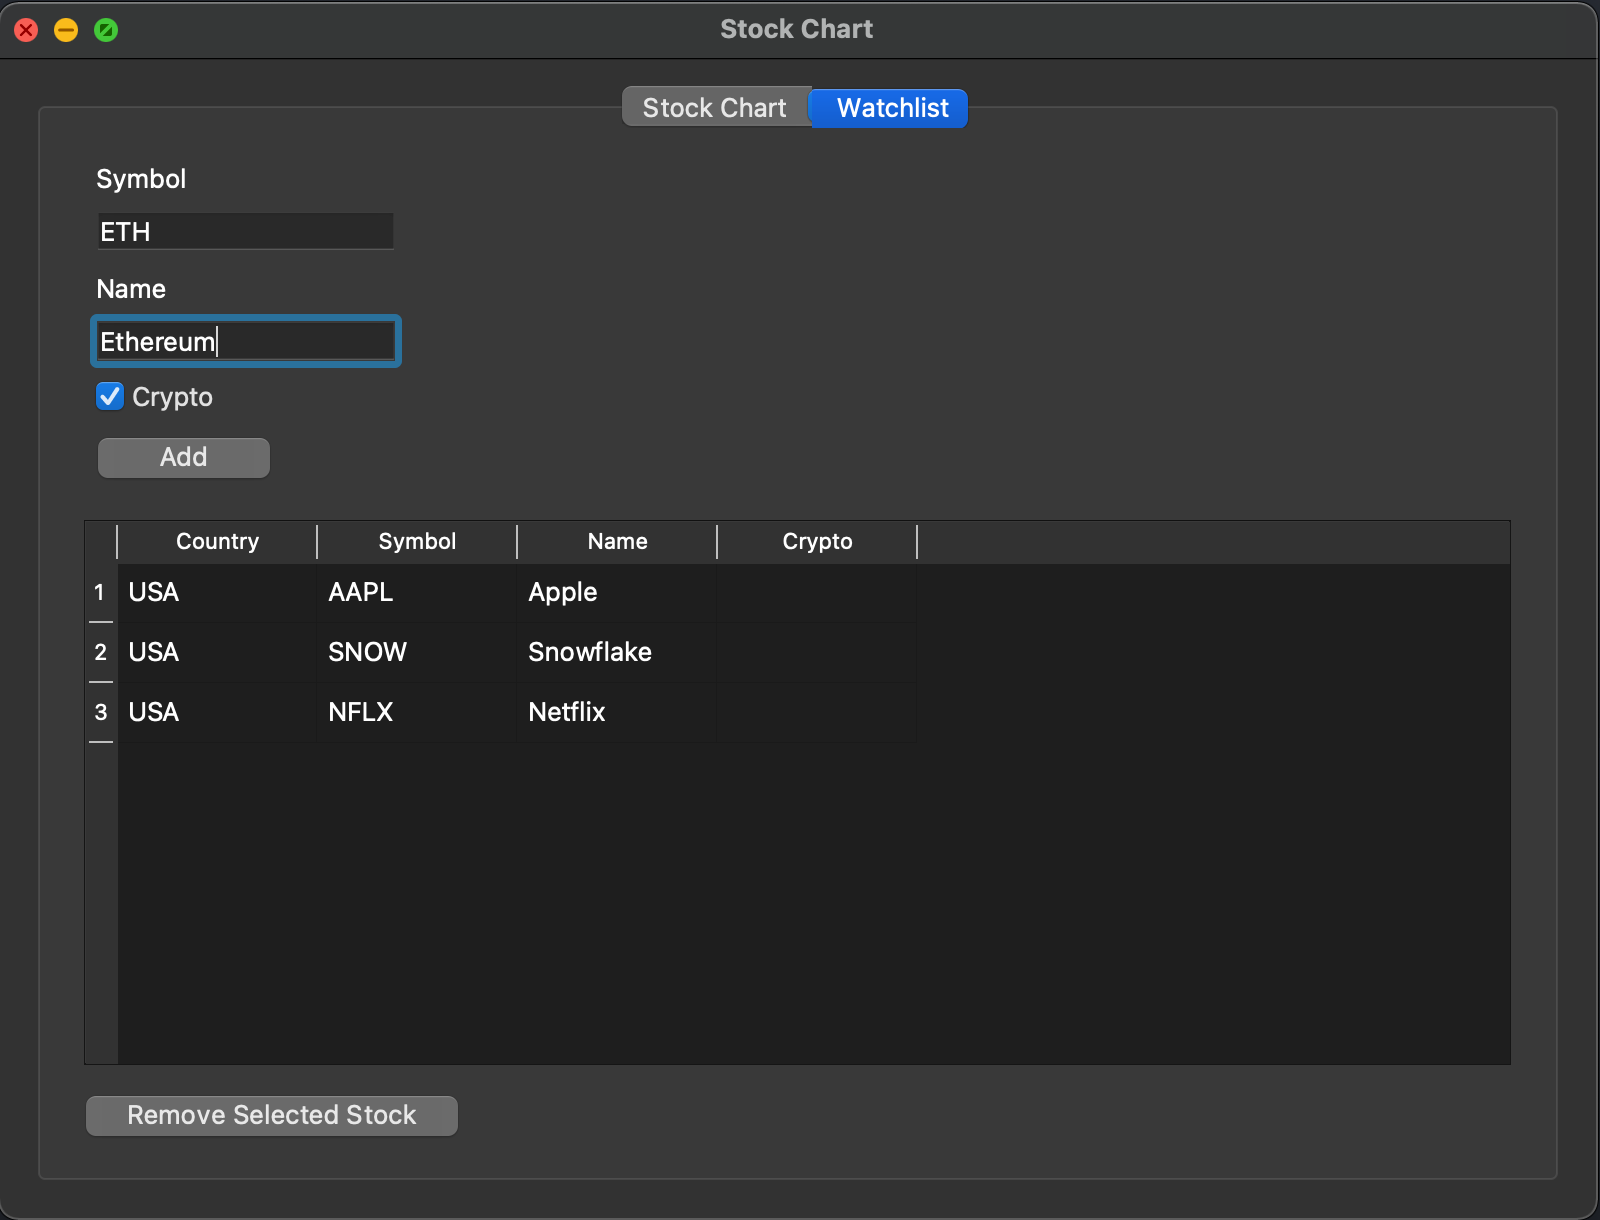 Stock Chart
Stock Chart Watchlist
Symbol
ETH
Name
Ethereum
Crypto
Add
Country Symbol Name Crypto
1 USA AAPL Apple
2 USA SNOW Snowflake
3 USA NFLX Netflix
Remove Selected Stock